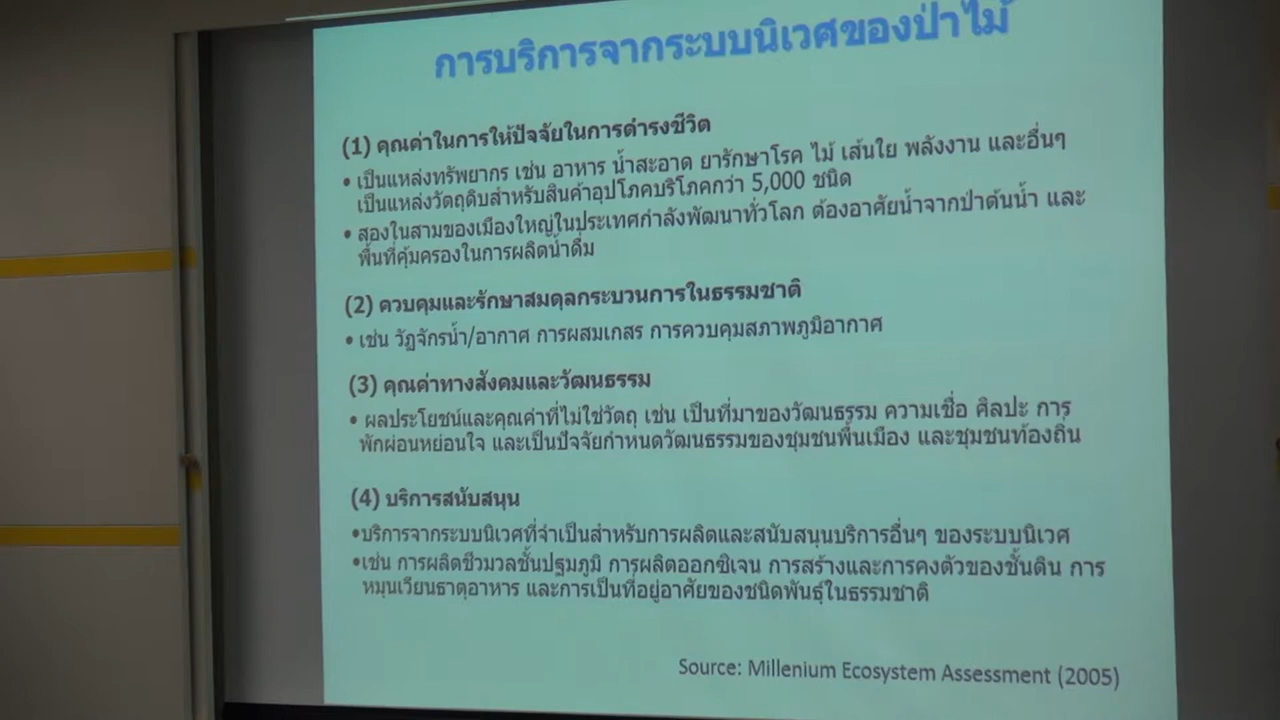 การบริการจากระบบนิเวศของป่าไม้
(1) คุณค่าในการให้ปัจจัยในการดำรงชีวิต
• เป็นแหล่งทรัพยากร เช่น อาหาร น้ำสะอาด ยารักษาโรค ไม้ เส้นใย พลังงาน และอื่นๆ
เป็นแหล่งวัตถุดิบสำหรับสินค้าอุปโภคบริโภคกว่า 5,000 ชนิด
• สองในสามของเมืองใหญ่ในประเทศกำลังพัฒนาทั่วโลก ต้องอาศัยน้ำจากป่าต้นน้ำ และ
พื้นที่คุ้มครองในการผลิตน้ำดื่ม
(2) ควบคุมและรักษาสมดุลกระบวนการในธรรมชาติ
• เช่น วัฏจักรน้ำ/อากาศ การผสมเกสร การควบคุมสภาพภูมิอากาศ
(3) คุณค่าทางสังคมและวัฒนธรรม
• ผลประโยชน์และคุณค่าที่ไม่ใช่วัตถุ เช่น เป็นที่มาของวัฒนธรรม ความเชื่อ ศิลปะ การ
พักผ่อนหย่อนใจ และเป็นปัจจัยกำหนดวัฒนธรรมของชุมชนพื้นเมือง และชุมชนท้องถิ่น
(4) บริการสนับสนุน
•บริการจากระบบนิเวศที่จำเป็นสำหรับการผลิตและสนับสนุนบริการอื่นๆ ของระบบนิเวศ
•เช่น การผลิตชีวมวลชั้นปฐมภูมิ การผลิตออกซิเจน การสร้างและการคงตัวของชั้นดิน การ
หมุนเวียนธาตุอาหาร และการเป็นที่อยู่อาศัยของชนิดพันธุ์ในธรรมชาติ
Source: Millenium Ecosystem Assessment (2005)